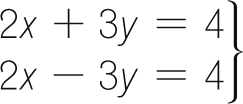 2x + 3y = 4
2x − 3y = 4